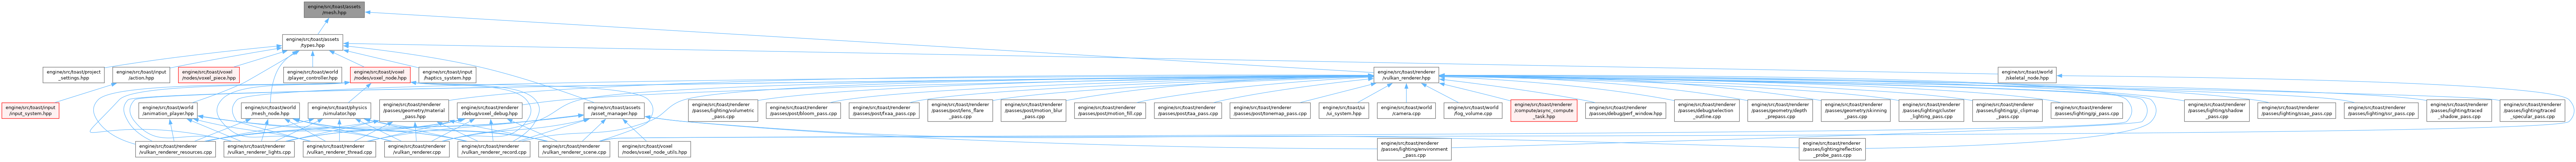 engine/src/toast/assets
/mesh.hpp
engine/src/toast/assets
/types.hpp
engine/src/toast/project
_settings.hpp
engine/src/toast/input
/action.hpp
engine/src/toast/voxel
/nodes/voxel_piece.hpp
engine/src/toast/world
/player_controller.hpp
engine/src/toast/voxel
/nodes/voxel_node.hpp
engine/src/toast/input
/haptics_system.hpp
engine/src/toast/renderer
/vulkan_renderer.hpp
engine/src/toast/world
/skeletal_node.hpp
engine/src/toast/input
/input_system.hpp
engine/src/toast/world
/animation_player.hpp
engine/src/toast/world
/mesh_node.hpp
engine/src/toast/physics
/simulator.hpp
engine/src/toast/renderer
/passes/geometry/material
_pass.hpp
engine/src/toast/renderer
/debug/voxel_debug.hpp
engine/src/toast/assets
/asset_manager.hpp
engine/src/toast/renderer
/passes/lighting/volumetric
_pass.cpp
engine/src/toast/renderer
/passes/post/bloom_pass.cpp
engine/src/toast/renderer
/passes/post/fxaa_pass.cpp
engine/src/toast/renderer
/passes/post/lens_flare
_pass.cpp
engine/src/toast/renderer
/passes/post/motion_blur
_pass.cpp
engine/src/toast/renderer
/passes/post/motion_fill.cpp
engine/src/toast/renderer
/passes/post/taa_pass.cpp
engine/src/toast/renderer
/passes/post/tonemap_pass.cpp
engine/src/toast/ui
/ui_system.cpp
engine/src/toast/world
/camera.cpp
engine/src/toast/world
/fog_volume.cpp
engine/src/toast/renderer
/compute/async_compute
_task.hpp
engine/src/toast/renderer
/passes/debug/perf_window.hpp
engine/src/toast/renderer
/passes/debug/selection
_outline.cpp
engine/src/toast/renderer
/passes/geometry/depth
_prepass.cpp
engine/src/toast/renderer
/passes/geometry/skinning
_pass.cpp
engine/src/toast/renderer
/passes/lighting/cluster
_lighting_pass.cpp
engine/src/toast/renderer
/passes/lighting/gi_clipmap
_pass.cpp
engine/src/toast/renderer
/passes/lighting/gi_pass.cpp
engine/src/toast/renderer
/passes/lighting/shadow
_pass.cpp
engine/src/toast/renderer
/passes/lighting/ssao_pass.cpp
engine/src/toast/renderer
/passes/lighting/ssr_pass.cpp
engine/src/toast/renderer
/passes/lighting/traced
_shadow_pass.cpp
engine/src/toast/renderer
/passes/lighting/traced
_specular_pass.cpp
engine/src/toast/renderer
/vulkan_renderer_resources.cpp
engine/src/toast/renderer
/vulkan_renderer_lights.cpp
engine/src/toast/renderer
/vulkan_renderer_thread.cpp
engine/src/toast/renderer
/vulkan_renderer.cpp
engine/src/toast/renderer
/vulkan_renderer_record.cpp
engine/src/toast/renderer
/vulkan_renderer_scene.cpp
engine/src/toast/voxel
/nodes/voxel_node_utils.hpp
engine/src/toast/renderer
/passes/lighting/environment
_pass.cpp
engine/src/toast/renderer
/passes/lighting/reflection
_probe_pass.cpp